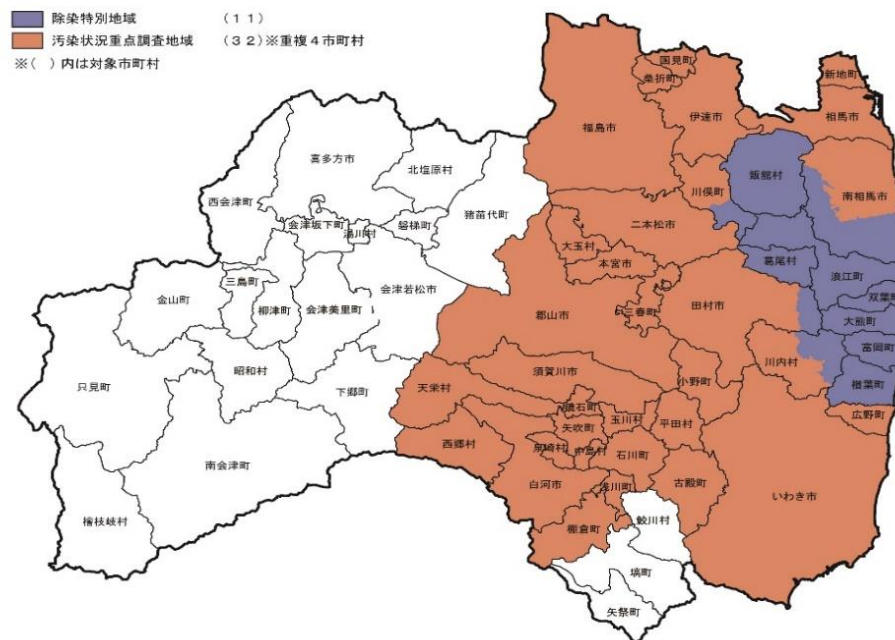 除染特別地域 (11)
汚染状況重点調査地域 (32)※重複4市町村
※( )内は対象市町村
国見町
桑折町
新地町
相馬市
福島市
伊達市
喜多方市
北塩原村
飯舘村
川俣町
南相馬市
西会津町
猪苗代町
会津坂下町
湯川村
磐梯町
二本松市
大玉村
本宮市
葛尾村
浪江町
三島町
金山町
会津若松市
柳津町
会津美里町
双葉町
田村市
三春町
郡山市
大熊町
富岡町
川内村
昭和村
只見町
下郷町
天栄村
須賀川市
小野町
楢葉町
鏡石町
玉川村
平田村
広野町
矢吹町
西郷村
泉崎村
中島村
石川町
南会津町
古殿町
白河市
浅川町
いわき市
檜枝岐村
鮫川村
棚倉町
塙町
矢祭町